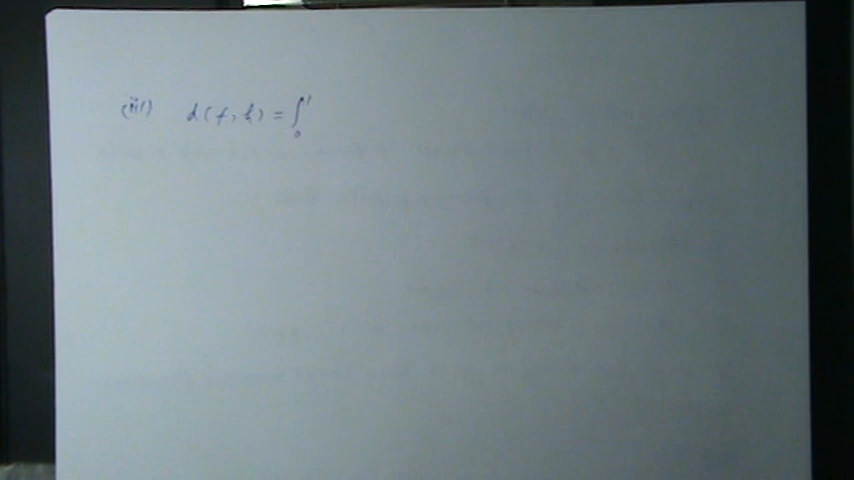 (iii) d(f, h) = ∫₀¹